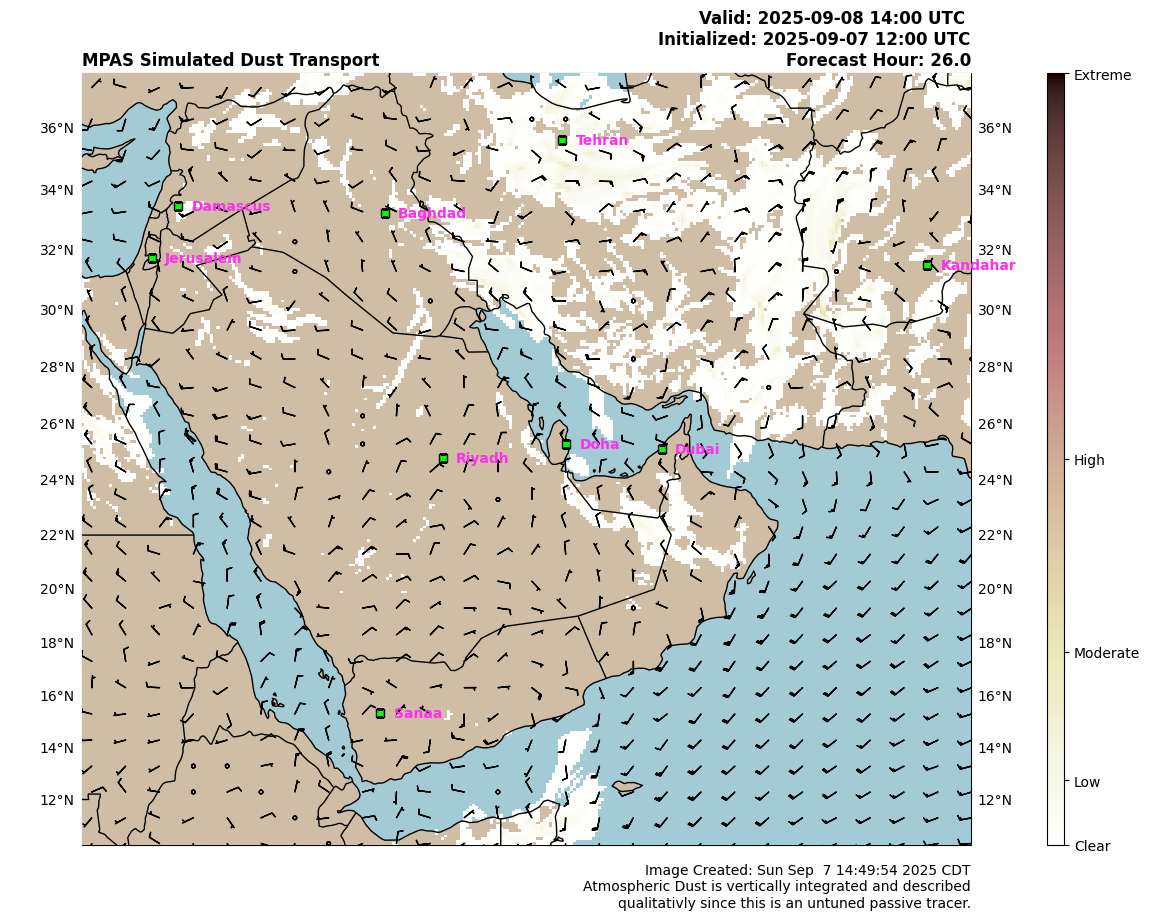 Valid: 2025-09-08 14:00 UTC
Initialized: 2025-09-07 12:00 UTC
MPAS Simulated Dust Transport
Forecast Hour: 26.0
Extreme
High
Moderate
Low
Clear
36°N
34°N
32°N
30°N
28°N
26°N
24°N
22°N
20°N
18°N
16°N
14°N
12°N
36°N
34°N
32°N
30°N
28°N
26°N
24°N
22°N
20°N
18°N
16°N
14°N
12°N
Tehran
Damascus
Baghdad
Jerusalem
Kandahar
Doha
Dubai
Riyadh
Sanaa
Image Created: Sun Sep  7 14:49:54 2025 CDT
Atmospheric Dust is vertically integrated and described
qualitativly since this is an untuned passive tracer.